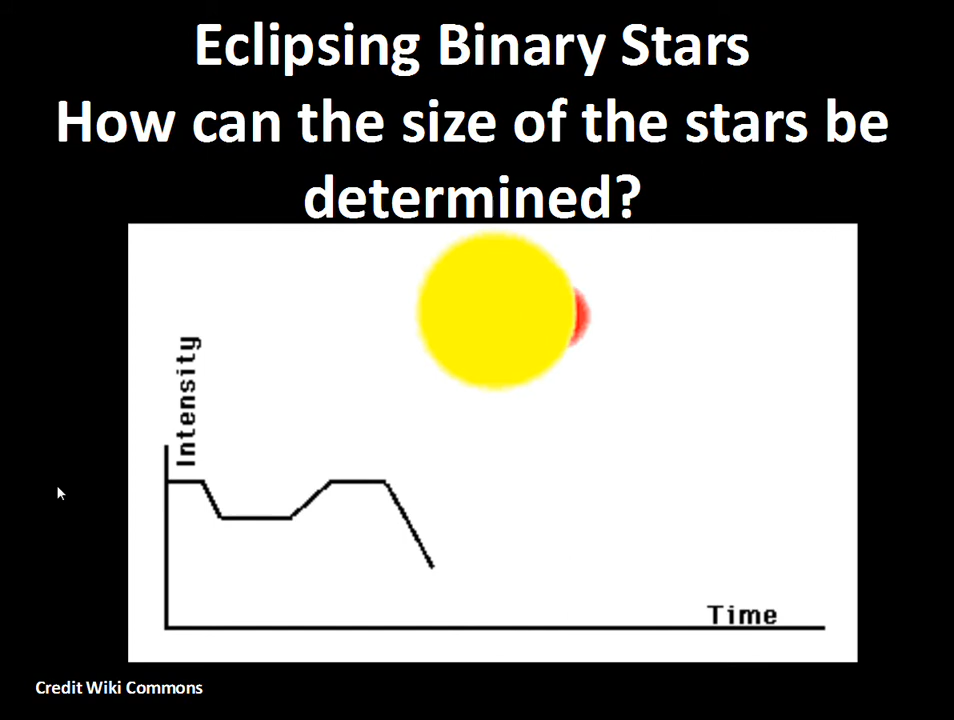 Eclipsing Binary Stars
How can the size of the stars be
determined?
Intensity
Time
Credit Wiki Commons